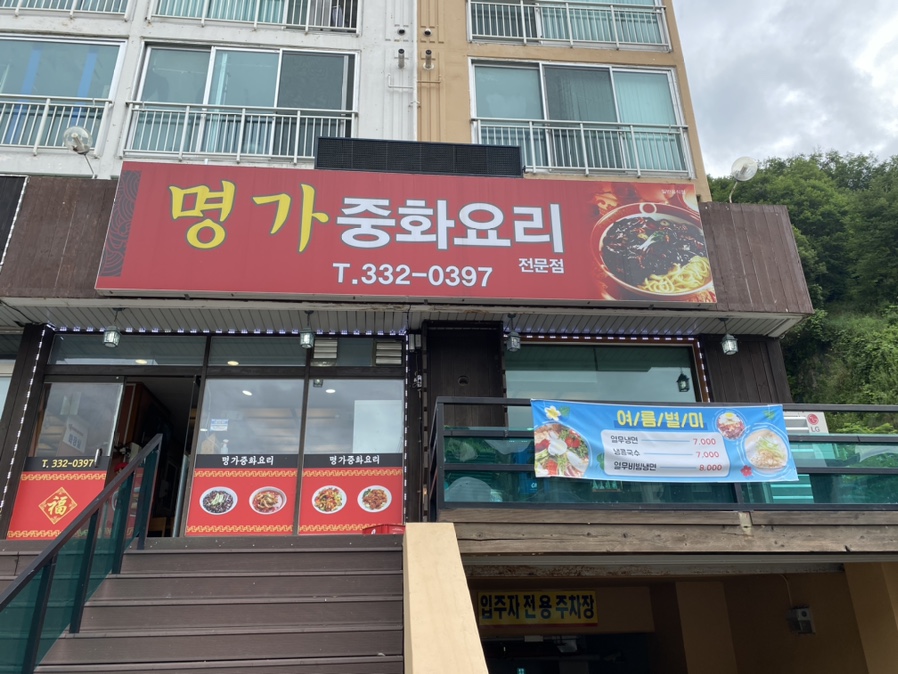 명가 중화요리
전문점
T.332-0397
T. 332-0397
福
명가중화요리
명가중화요리
여/름/별/미
열무냉면 7,000
냉콩국수 7,000
열무비빔냉면 8,000
LG
입주자전용주차장